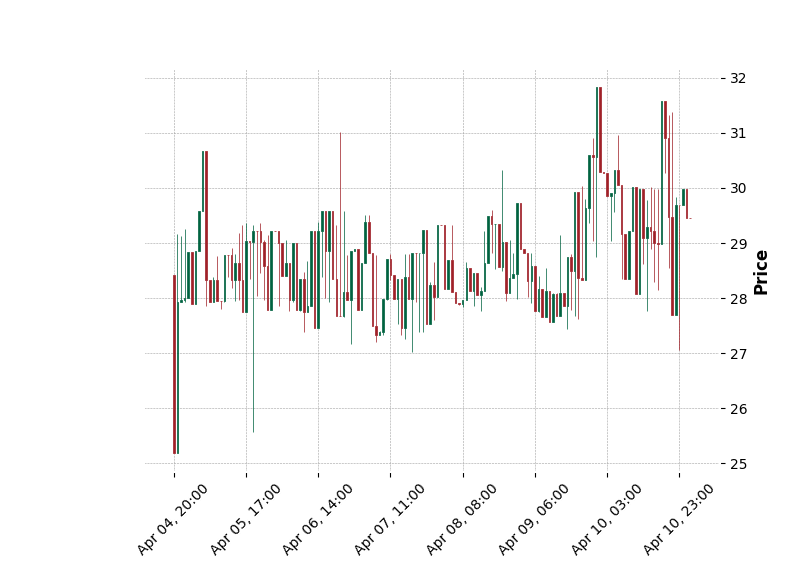 32
31
30
29
28
27
26
25
Price
Apr 04, 20:00
Apr 05, 17:00
Apr 06, 14:00
Apr 07, 11:00
Apr 08, 08:00
Apr 09, 06:00
Apr 10, 03:00
Apr 10, 23:00